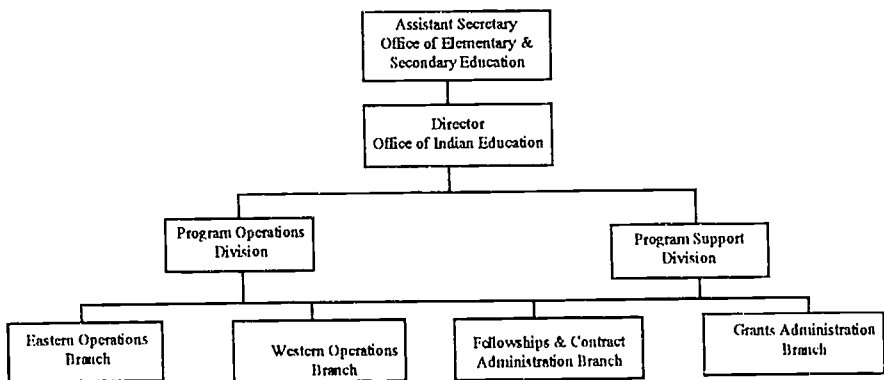 Assistant Secretary
Office of Elementary &
Secondary Education
Director
Office of Indian Education
Program Operations
Division
Program Support
Division
Eastern Operations
Branch
Western Operations
Branch
Fellowships & Contract
Administration Branch
Grants Administration
Branch